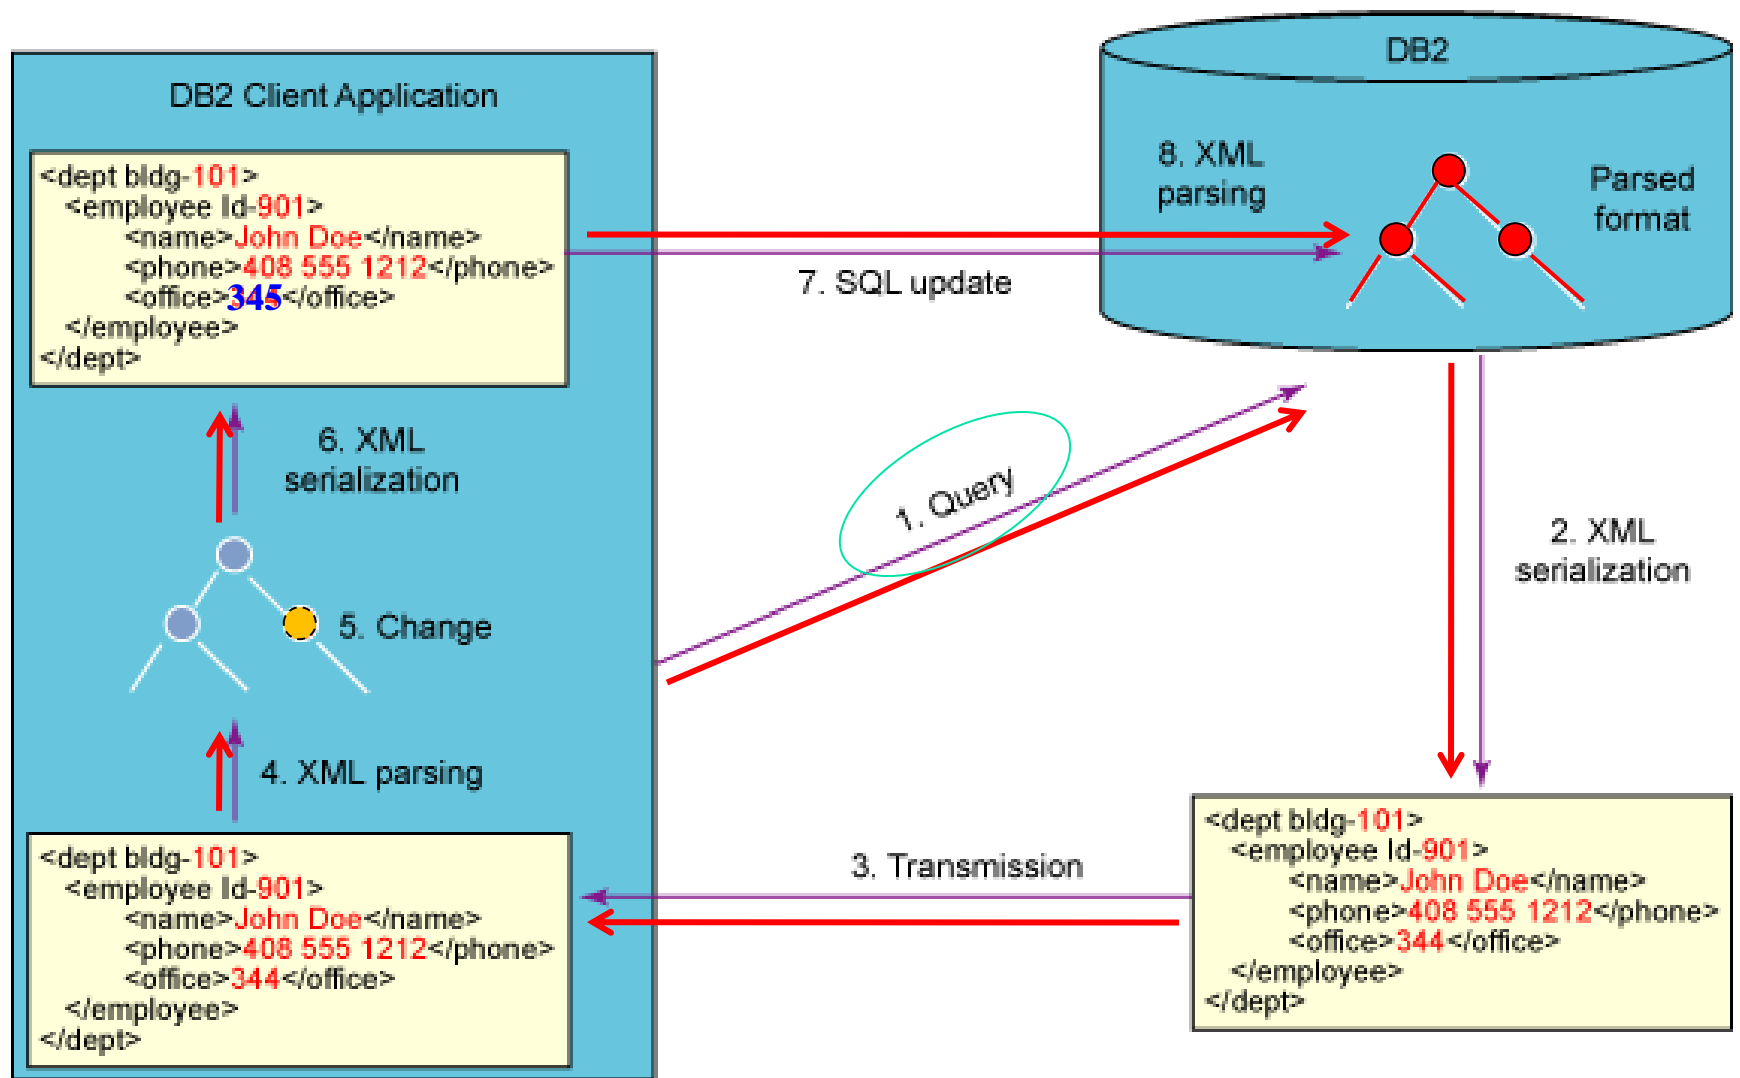 DB2 Client Application
<dept bldg-101>
<employee Id-901>
<name>John Doe</name>
<phone>408 555 1212</phone>
<office>345</office>
</employee>
</dept>
6. XML
serialization
5. Change
4. XML parsing
<dept bldg-101>
<employee Id-901>
<name>John Doe</name>
<phone>408 555 1212</phone>
<office>344</office>
</employee>
</dept>
7. SQL update
1. Query
3. Transmission
DB2
8. XML
parsing
Parsed
format
2. XML
serialization
<dept bldg-101>
<employee Id-901>
<name>John Doe</name>
<phone>408 555 1212</phone>
<office>344</office>
</employee>
</dept>